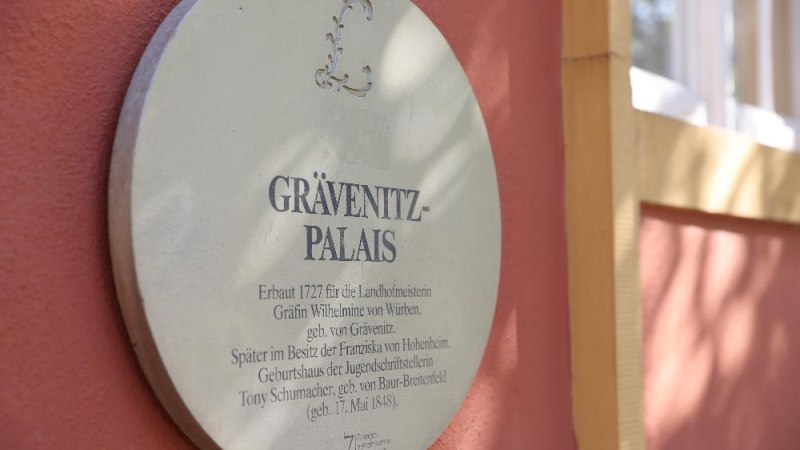 L
GRÄVENITZ-
PALAIS
Erbaut 1727 für die Landhofmeisterin
Gräfin Wilhelmine von Würben,
geb. von Grävenitz.
Später im Besitz der Franziska von Hohenheim.
Geburtshaus der Jugendschriftstellerin
Tony Schumacher, geb. von Baur-Breitenfeld
(geb. 17. Mai 1848).
7